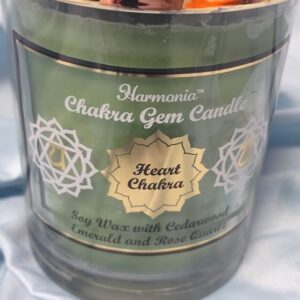 Harmonia™
Chakra Gem Candle
Heart
Chakra
Soy Wax with Cedarwood
Emerald and Rose Quartz